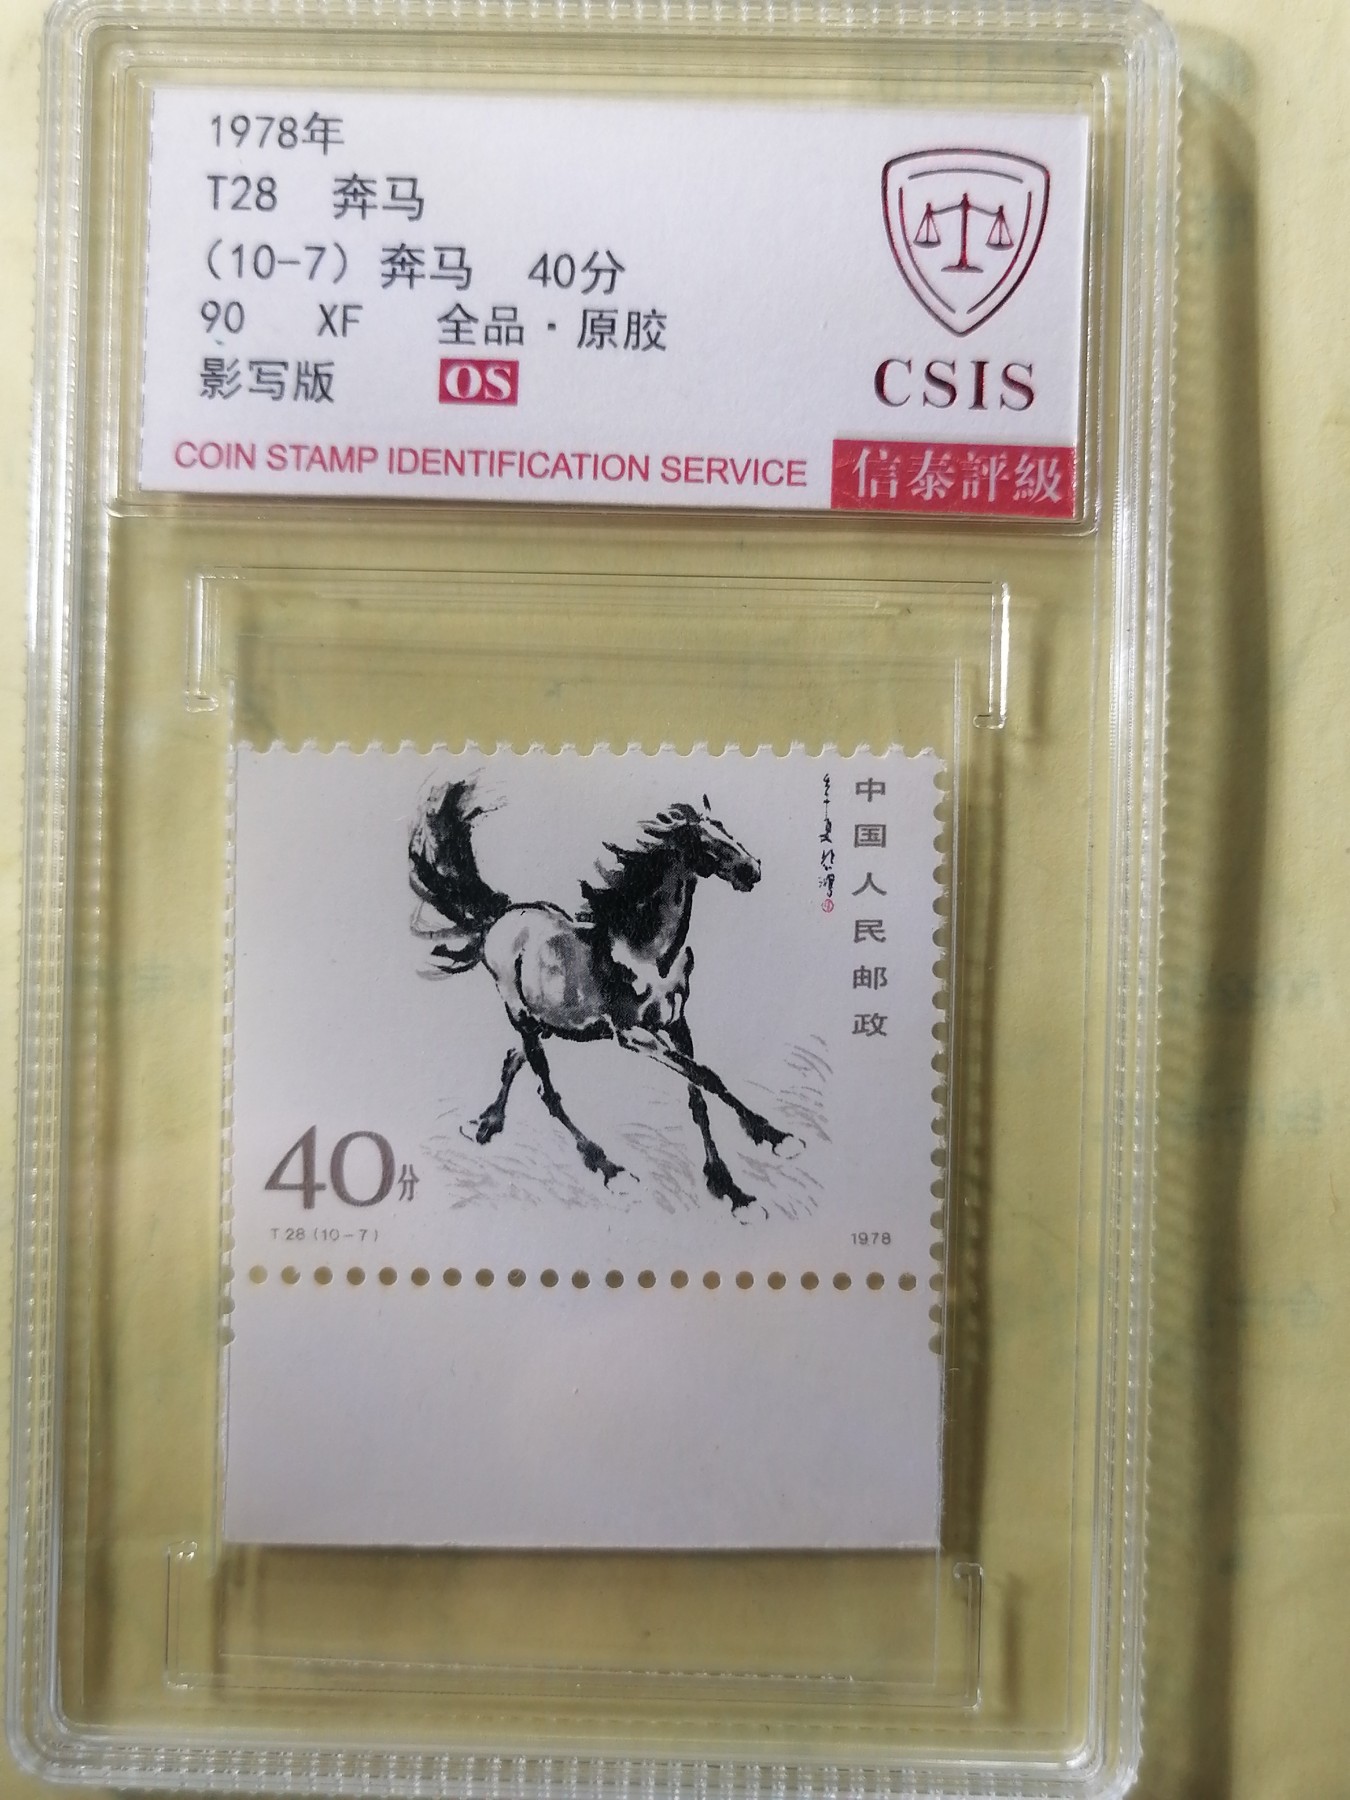 1978年
T28 奔马
(10-7) 奔马 40分
90 XF 全品·原胶
影写版 OS
CSIS
COIN STAMP IDENTIFICATION SERVICE 信泰評級
中国人民邮政
40分
T.28(10-7) 1978